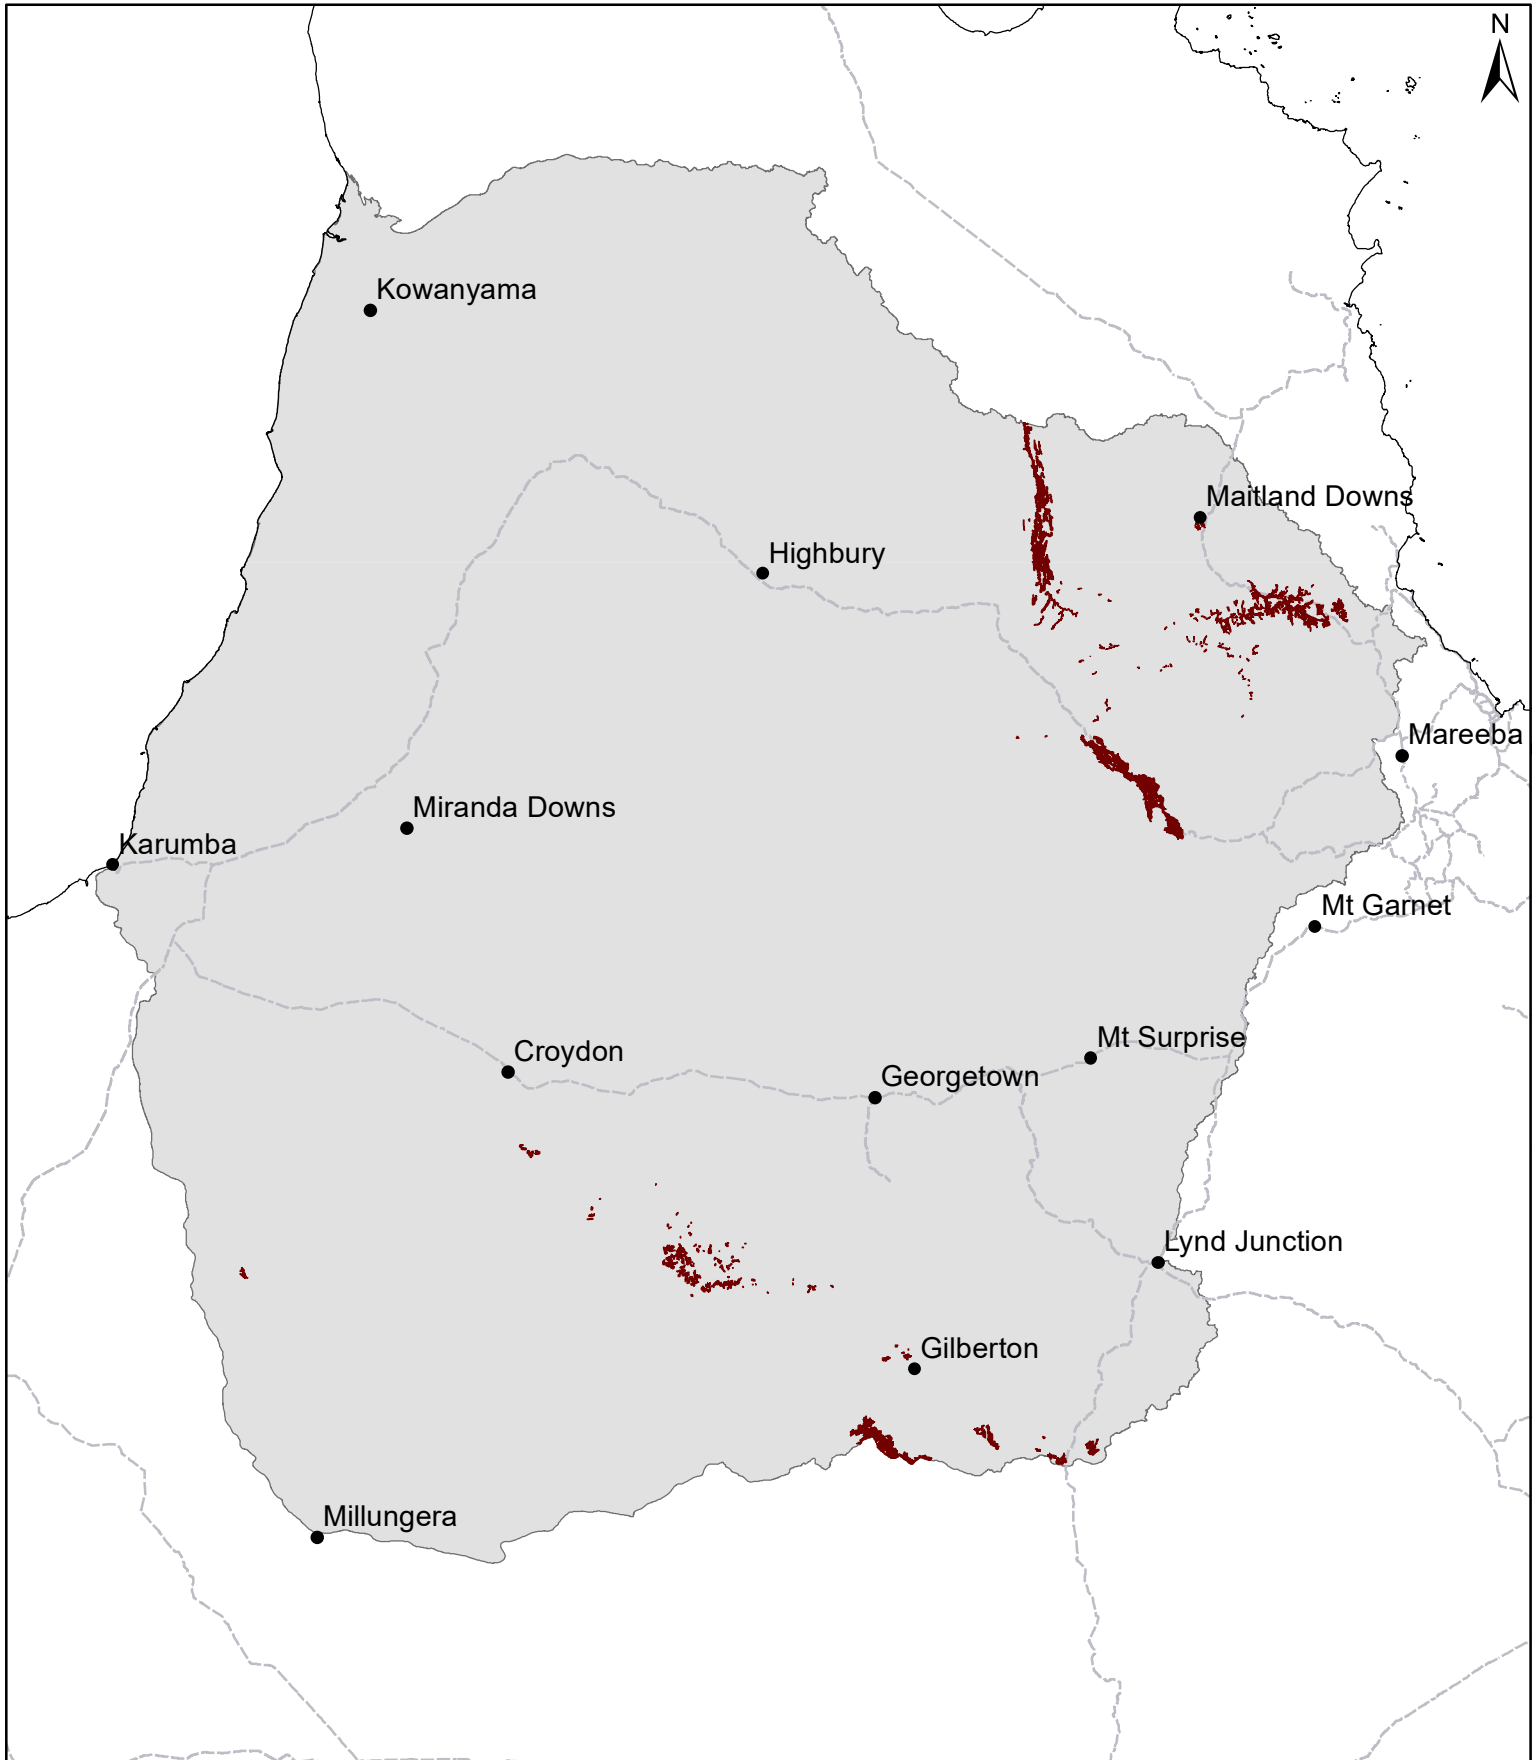 N
Kowanyama
Maitland Downs
Highbury
Mareeba
Miranda Downs
Karumba
Mt Garnet
Mt Surprise
Croydon
Georgetown
Lynd Junction
Gilberton
Millungera